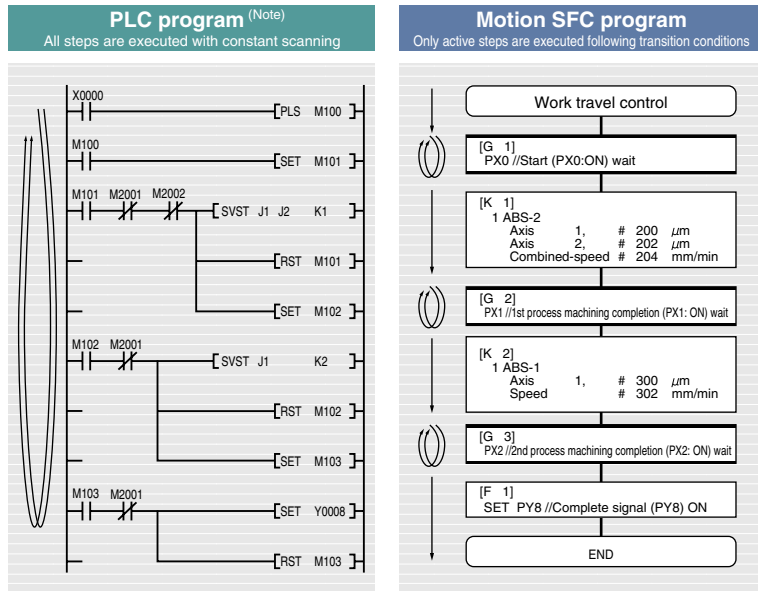 PLC program (Note)
All steps are executed with constant scanning
X0000
PLS M100
M100
SET M101
M101 M2001 M2002
SVST J1 J2 K1
RST M101
SET M102
M102 M2001
SVST J1 K2
RST M102
SET M103
M103 M2001
SET Y0008
RST M103
Motion SFC program
Only active steps are executed following transition conditions
Work travel control
[G 1]
PX0 //Start (PX0:ON) wait
[K 1]
1 ABS-2
Axis 1, # 200 μm
Axis 2, # 202 μm
Combined-speed # 204 mm/min
[G 2]
PX1 //1st process machining completion (PX1: ON) wait
[K 2]
1 ABS-1
Axis 1, # 300 μm
Speed # 302 mm/min
[G 3]
PX2 //2nd process machining completion (PX2: ON) wait
[F 1]
SET PY8 //Complete signal (PY8) ON
END